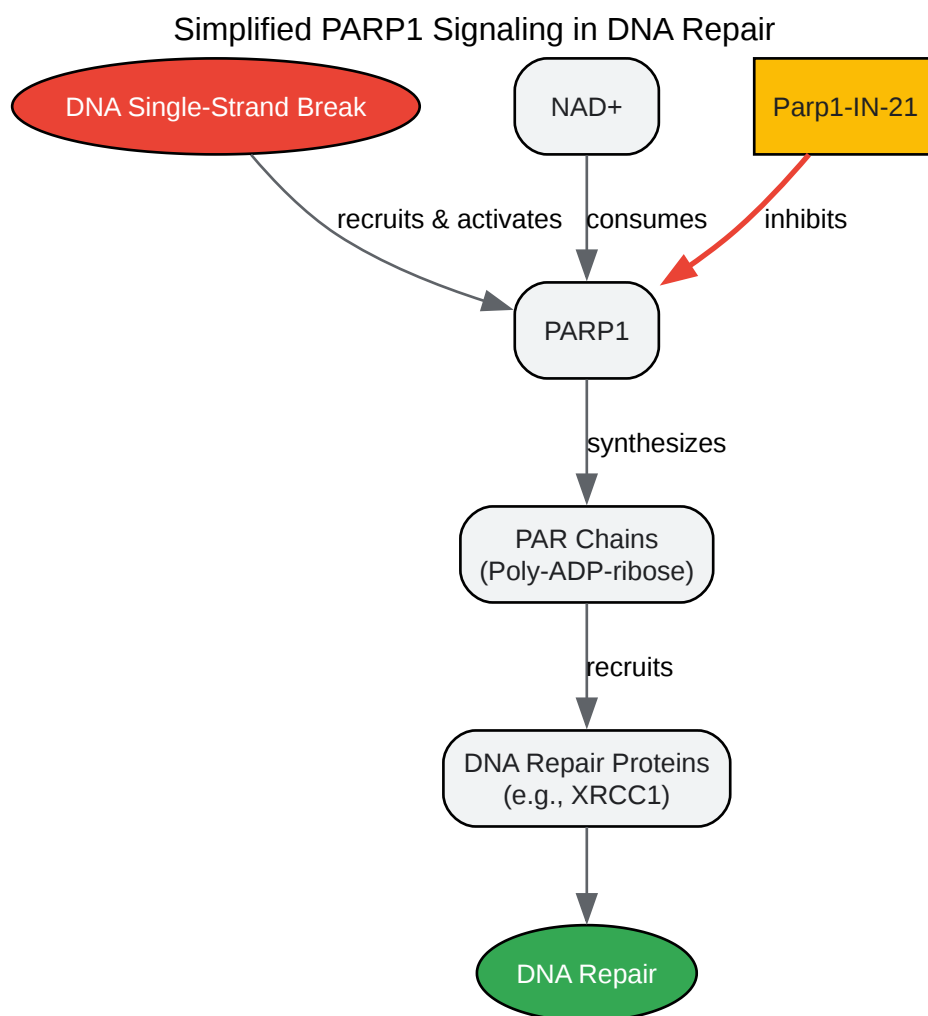 Simplified PARP1 Signaling in DNA Repair
DNA Single-Strand Break
NAD+
Parp1-IN-21
recruits & activates
consumes
inhibits
PARP1
synthesizes
PAR Chains
(Poly-ADP-ribose)
recruits
DNA Repair Proteins
(e.g., XRCC1)
DNA Repair